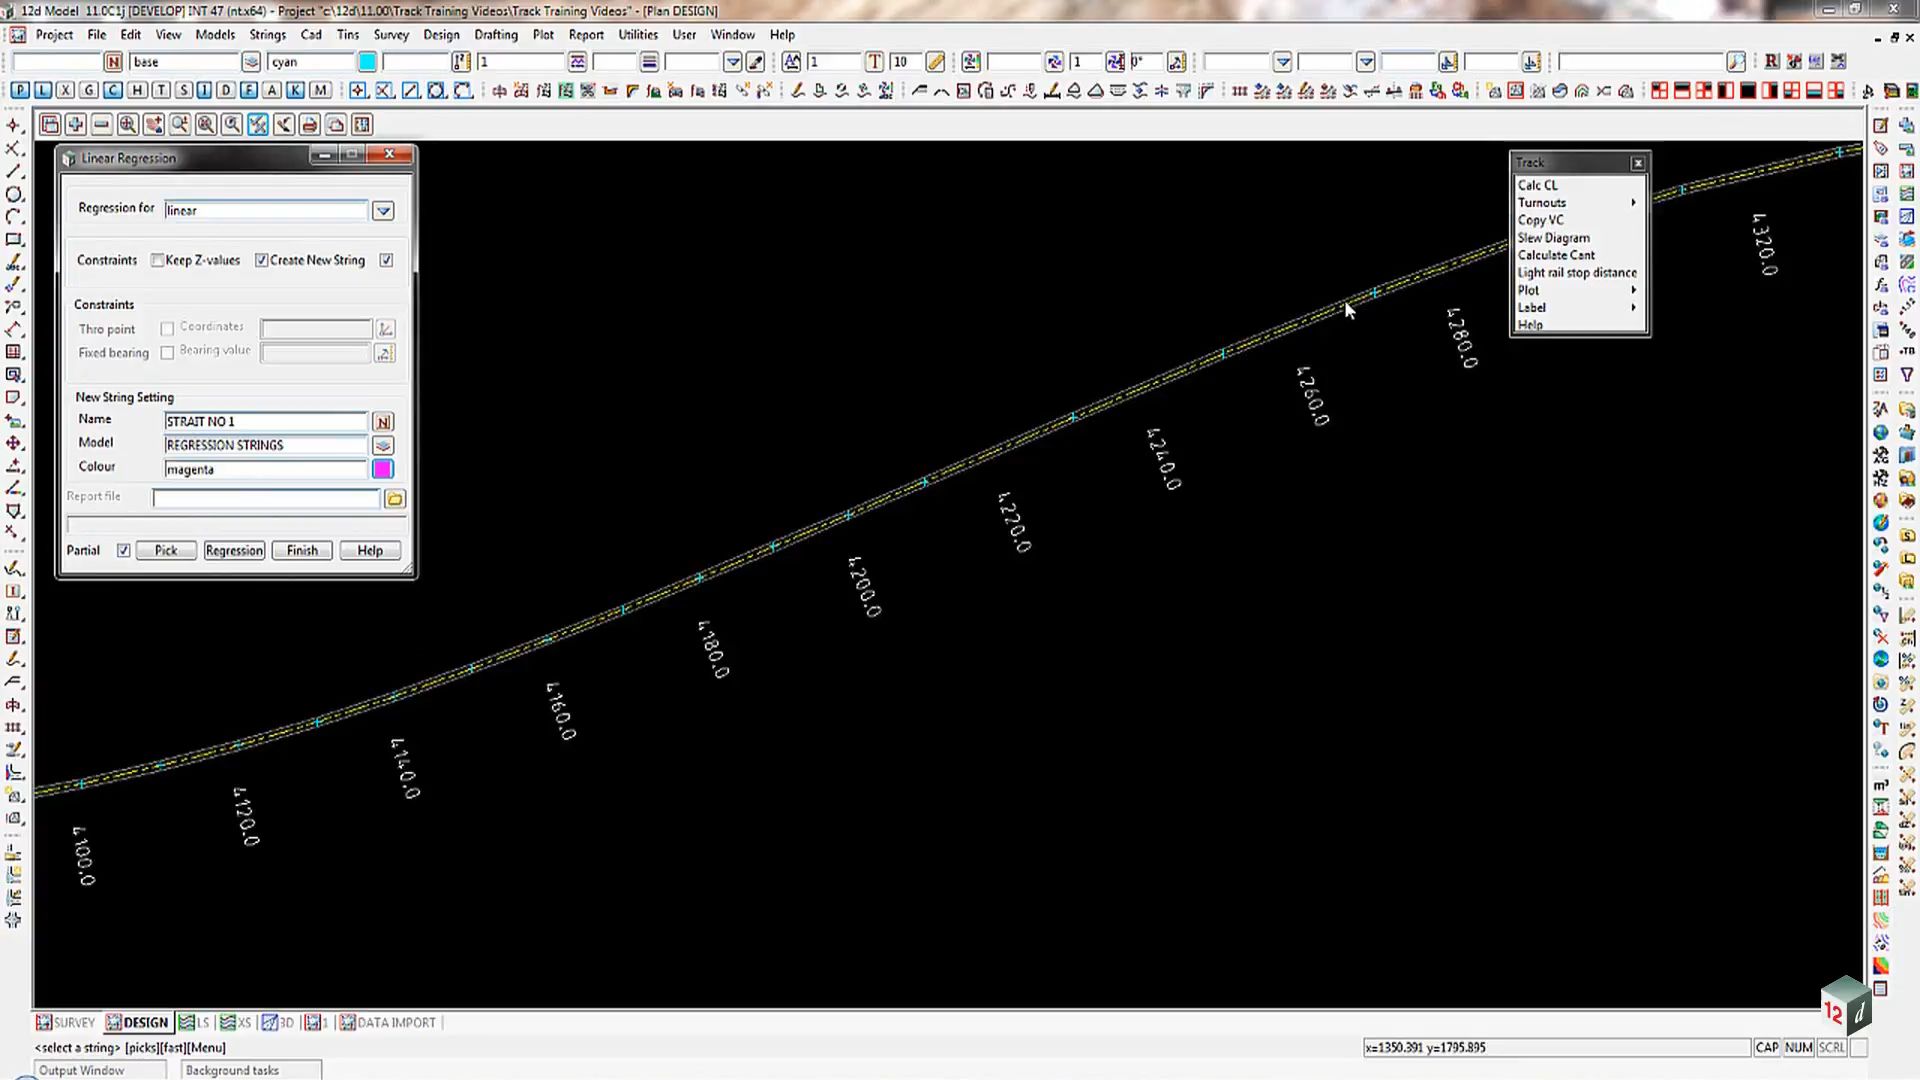 12d Model 11.0C1j [DEVELOP] INT 47 (nt.x64) - Project "c:\12d\11.00\Track Training Videos\Track Training Videos" - [Plan DESIGN]
Project File Edit View Models Strings Cad Tins Survey Design Drafting Plot Report Utilities User Window Help
base cyan 1 1 T 10 1 0°
P L X G C H T S I D F A K M
Linear Regression
Regression for linear
Constraints Keep Z-values Create New String
Constraints
Thro point Coordinates
Fixed bearing Bearing value
New String Setting
Name STRAIT NO 1
Model REGRESSION STRINGS
Colour magenta
Report file
Partial Pick Regression Finish Help
Track
Calc CL
Turnouts
Copy VC
Slew Diagram
Calculate Cant
Light rail stop distance
Plot
Label
Help
4100.0
4120.0
4140.0
4160.0
4180.0
4200.0
4220.0
4240.0
4260.0
4280.0
4320.0
SURVEY DESIGN LS XS 3D 1 DATA IMPORT
<select a string> [picks][fast][Menu]
x=1350.391 y=1795.895 CAP NUM SCRL
Output Window Background tasks
12 d